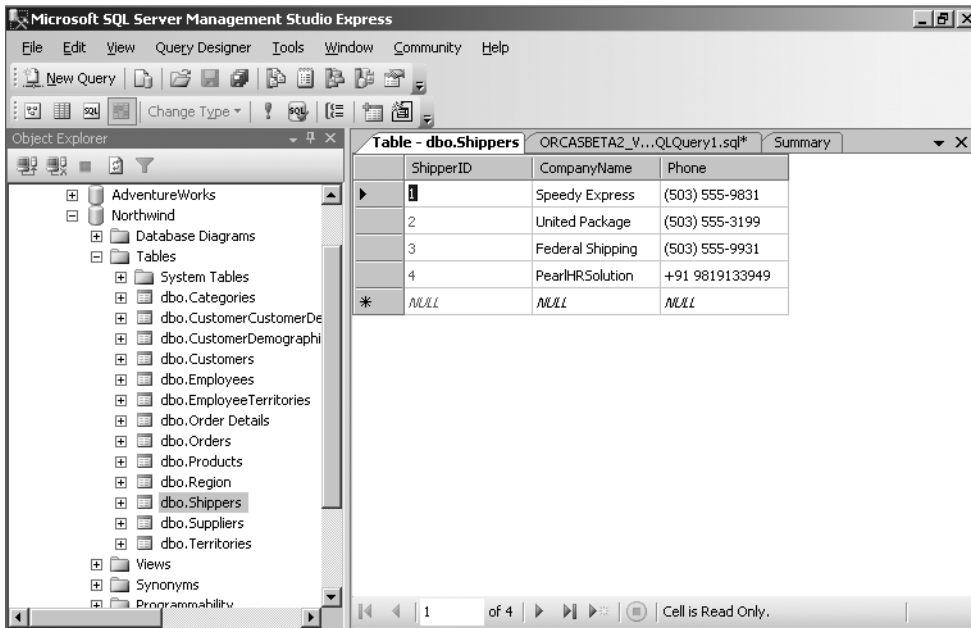 Microsoft SQL Server Management Studio Express
File Edit View Query Designer Tools Window Community Help
New Query
SQL Change Type SQL
Object Explorer
Table - dbo.Shippers ORCASBETA2_V...QLQuery1.sql* Summary
ShipperID CompanyName Phone
1 Speedy Express (503) 555-9831
2 United Package (503) 555-3199
3 Federal Shipping (503) 555-9931
4 PearlHRSolution +91 9819133949
NULL NULL NULL
AdventureWorks
Northwind
Database Diagrams
Tables
System Tables
dbo.Categories
dbo.CustomerCustomerDe
dbo.CustomerDemographi
dbo.Customers
dbo.Employees
dbo.EmployeeTerritories
dbo.Order Details
dbo.Orders
dbo.Products
dbo.Region
dbo.Shippers
dbo.Suppliers
dbo.Territories
Views
Synonyms
Programmability
1 of 4 Cell is Read Only.